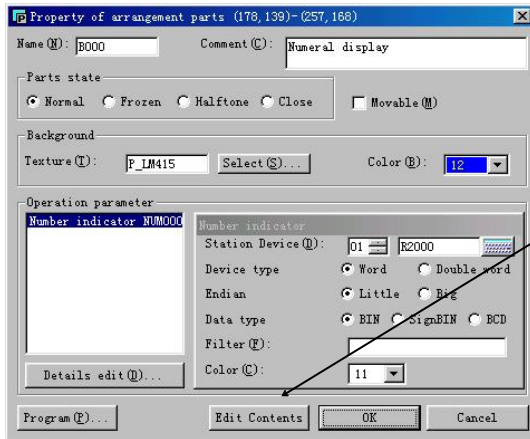 Property of arrangement parts (178,139)-(257,168)
Name(N): B000 Comment(C): Numeral display
Parts state
Normal Frozen Halftone Close Movable(M)
Background
Texture(T): P_LM415 Select(S)... Color(B): 12
Operation parameter
Number indicator NUM000
Number indicator
Station Device(D): 01 R2000
Device type Word Double word
Endian Little Big
Data type BIN SignBIN BCD
Filter(F):
Color(C): 11
Details edit(D)...
Program(P)... Edit Contents OK Cancel